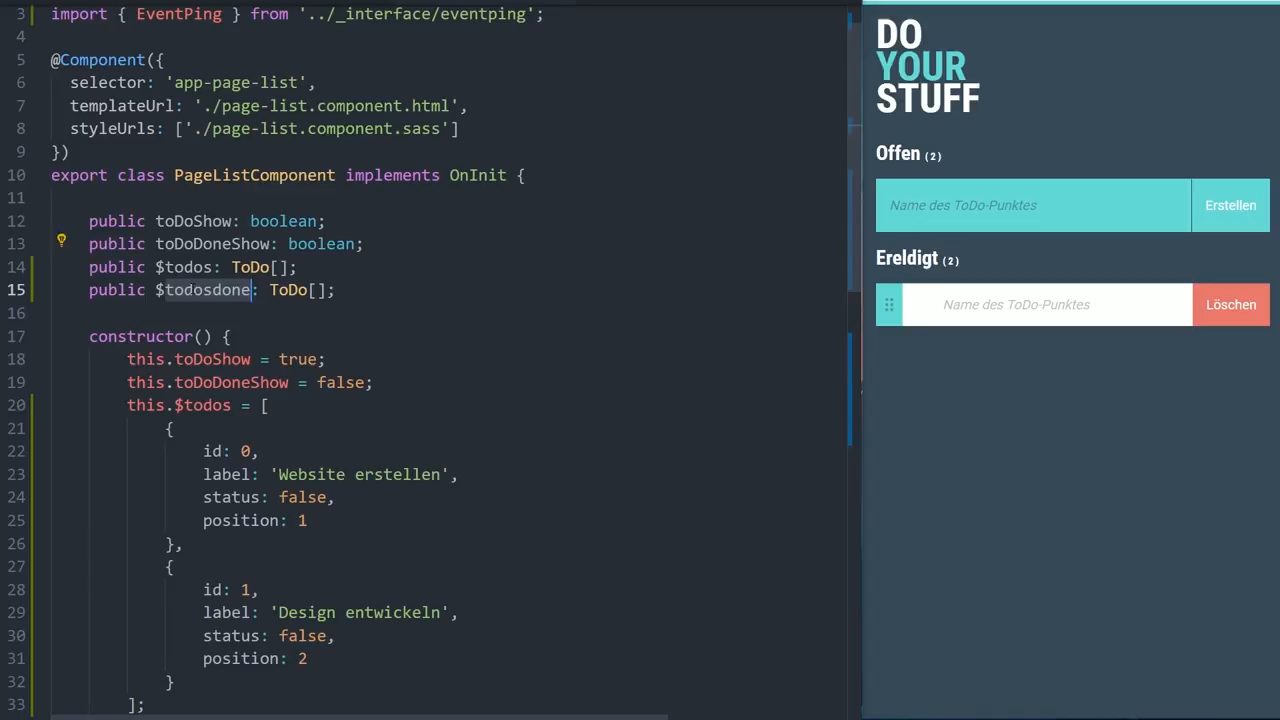 3 import { EventPing } from '../_interface/eventping';
4
5 @Component({
6 selector: 'app-page-list',
7 templateUrl: './page-list.component.html',
8 styleUrls: ['./page-list.component.sass']
9 })
10 export class PageListComponent implements OnInit {
11
12 public toDoShow: boolean;
13 public toDoDoneShow: boolean;
14 public $todos: ToDo[];
15 public $todosdone: ToDo[];
16
17 constructor() {
18 this.toDoShow = true;
19 this.toDoDoneShow = false;
20 this.$todos = [
21 {
22 id: 0,
23 label: 'Website erstellen',
24 status: false,
25 position: 1
26 },
27 {
28 id: 1,
29 label: 'Design entwickeln',
30 status: false,
31 position: 2
32 }
33 ];
DO
YOUR
STUFF
Offen (2)
Name des ToDo-Punktes Erstellen
Ereldigt (2)
Name des ToDo-Punktes Löschen